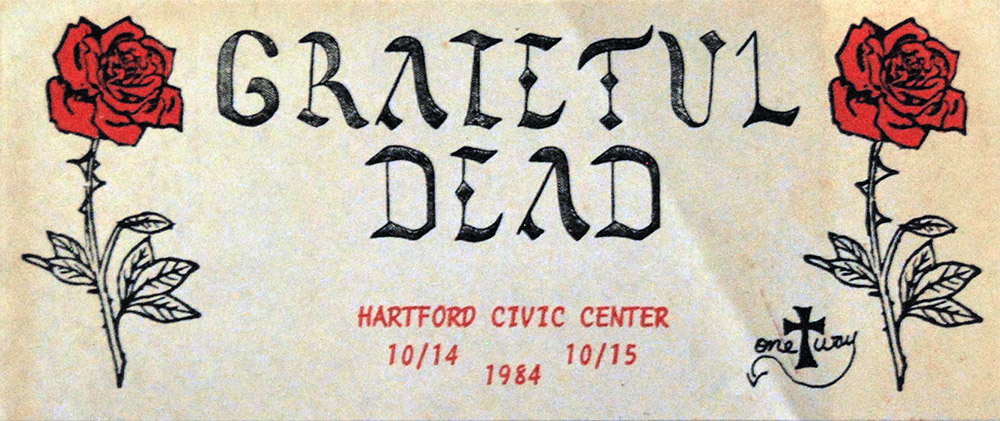 GRATEFUL
DEAD
HARTFORD CIVIC CENTER
10/14 10/15
1984
one way